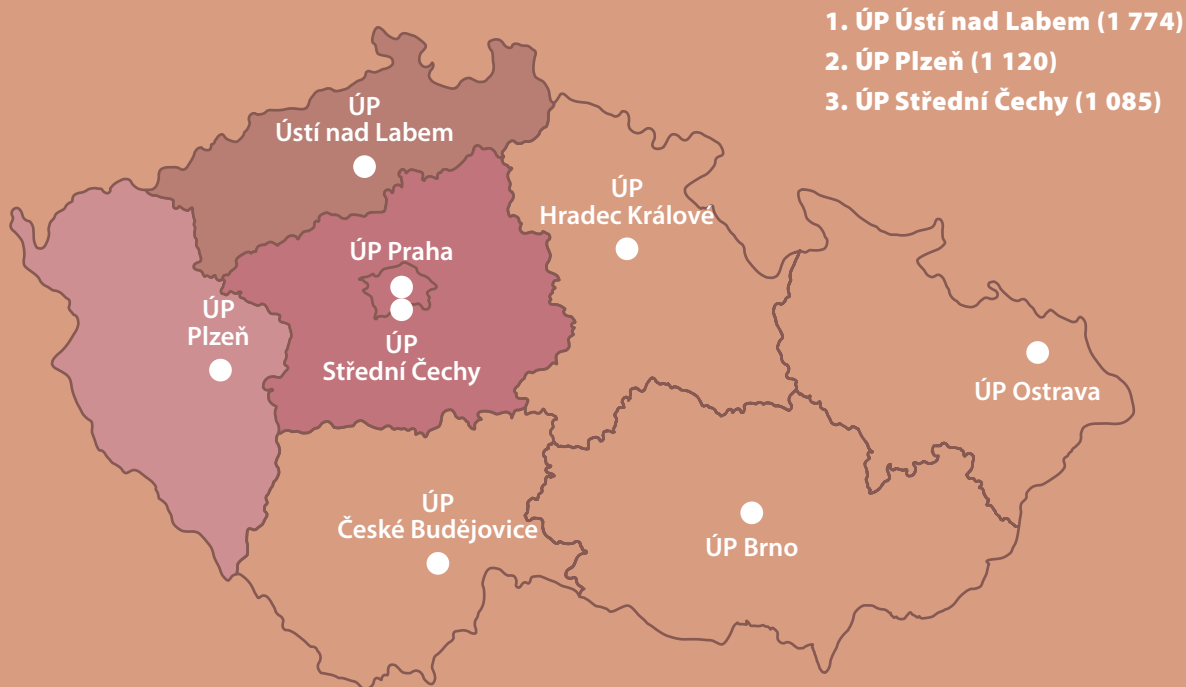 1. ÚP Ústí nad Labem (1 774)
2. ÚP Plzeň (1 120)
3. ÚP Střední Čechy (1 085)
ÚP
Ústí nad Labem
ÚP
Hradec Králové
ÚP Praha
ÚP
Plzeň
ÚP
Střední Čechy
ÚP Ostrava
ÚP
České Budějovice
ÚP Brno